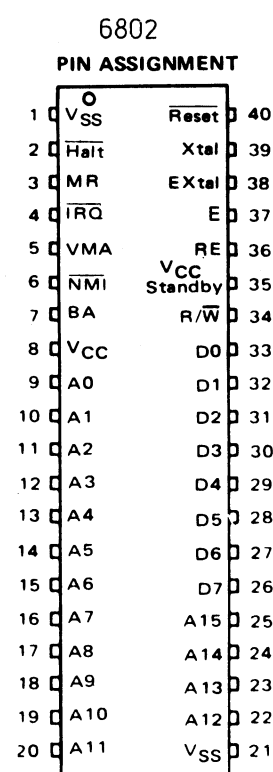 6802
PIN ASSIGNMENT
1 VSS Reset 40
2 Halt Xtal 39
3 MR EXtal 38
4 IRQ E 37
5 VMA RE 36
6 NMI VCC Standby 35
7 BA R/W 34
8 VCC D0 33
9 A0 D1 32
10 A1 D2 31
11 A2 D3 30
12 A3 D4 29
13 A4 D5 28
14 A5 D6 27
15 A6 D7 26
16 A7 A15 25
17 A8 A14 24
18 A9 A13 23
19 A10 A12 22
20 A11 VSS 21